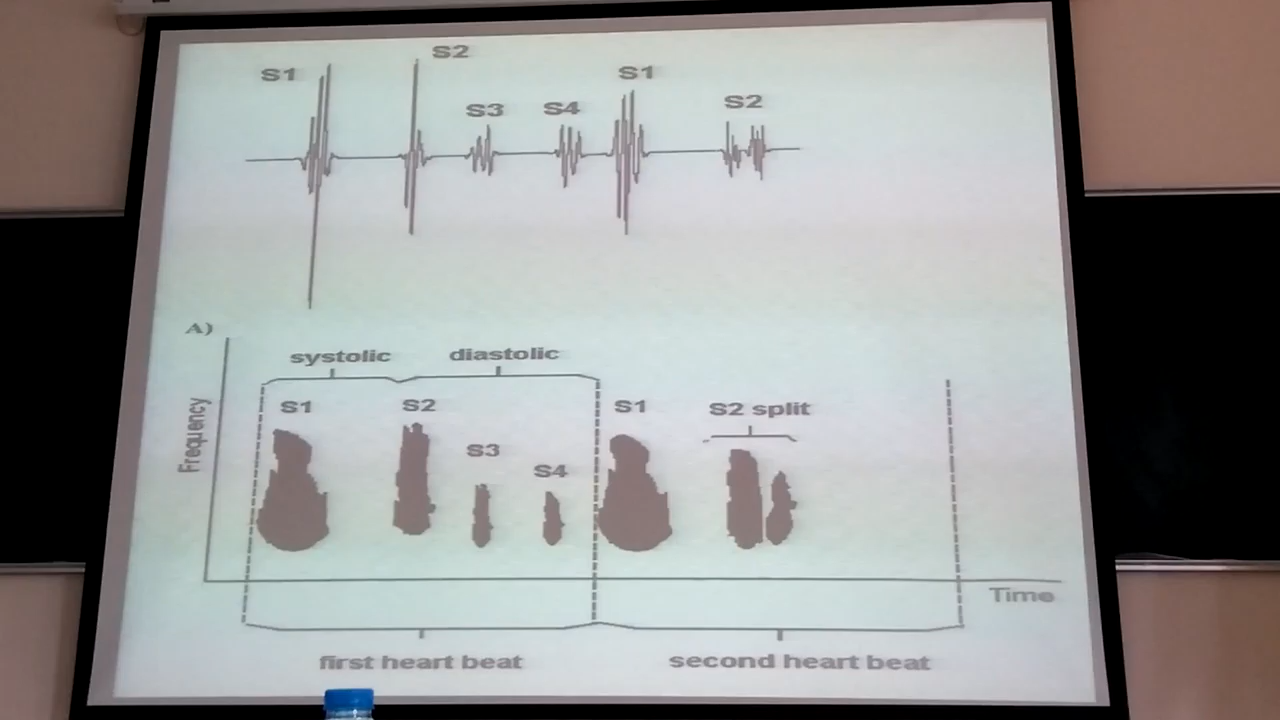 S1
S2
S3
S4
S1
S2
A)
systolic
diastolic
S1
S2
S3
S4
S1
S2 split
Frequency
Time
first heart beat
second heart beat